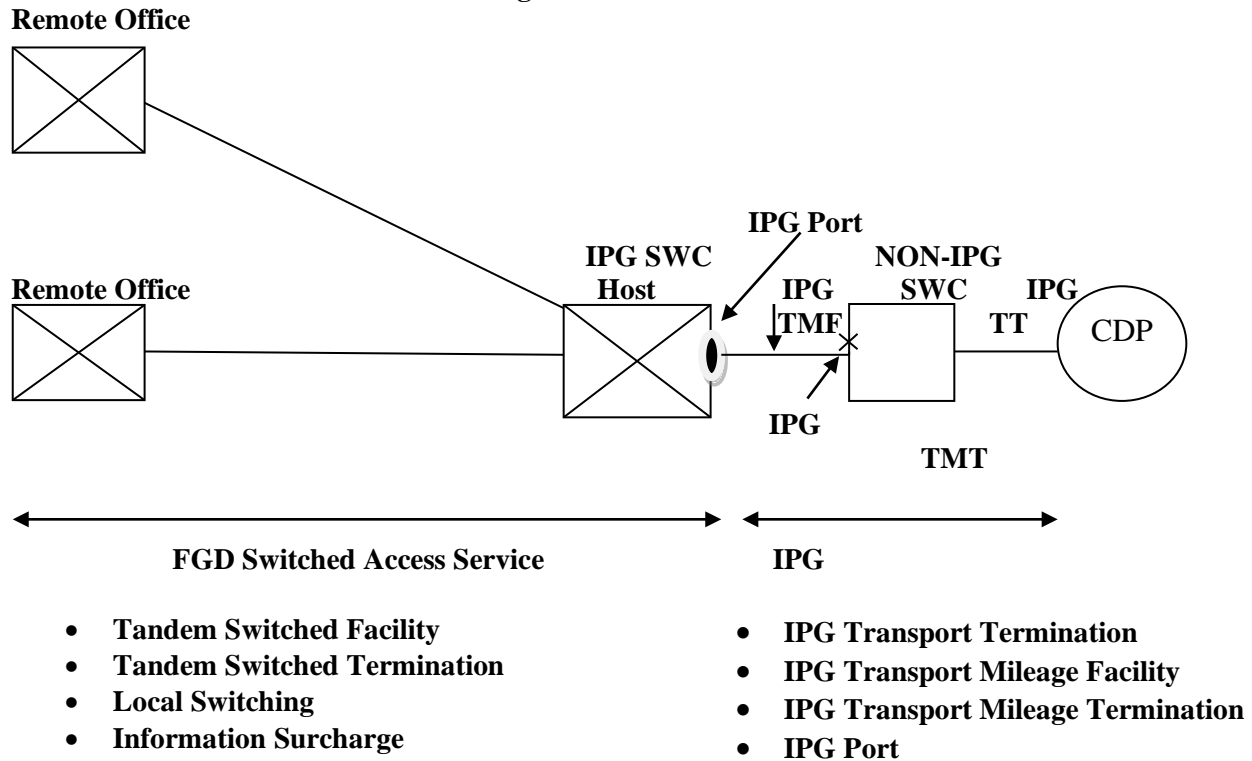 Remote Office
IPG Port
IPG SWC
Host
NON-IPG
SWC
Remote Office
IPG
TMF
IPG
TT
CDP
IPG
TMT
FGD Switched Access Service
IPG
• Tandem Switched Facility
• Tandem Switched Termination
• Local Switching
• Information Surcharge
• IPG Transport Termination
• IPG Transport Mileage Facility
• IPG Transport Mileage Termination
• IPG Port